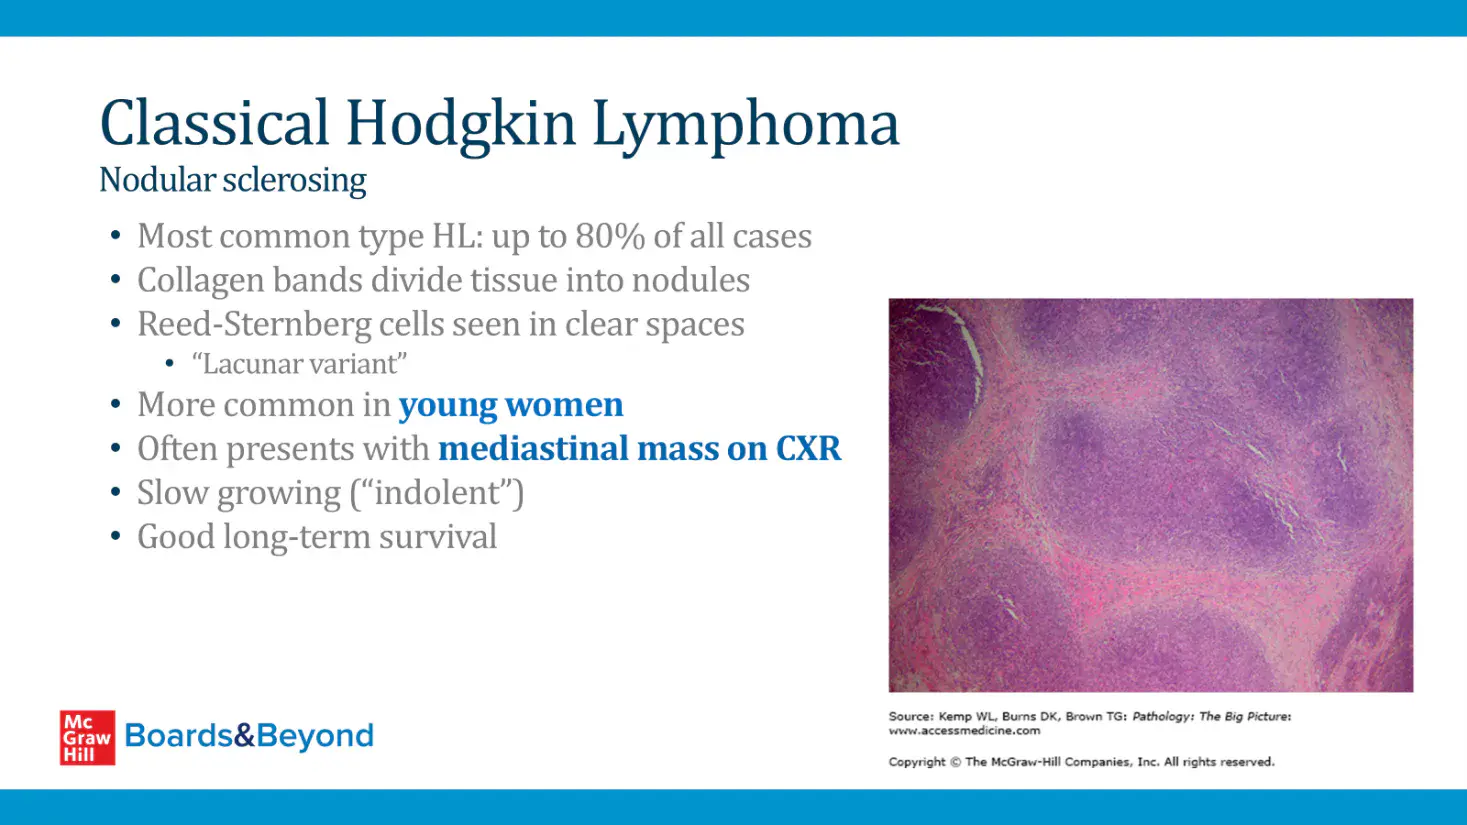 Classical Hodgkin Lymphoma
Nodular sclerosing
• Most common type HL: up to 80% of all cases
• Collagen bands divide tissue into nodules
• Reed-Sternberg cells seen in clear spaces
• “Lacunar variant”
• More common in young women
• Often presents with mediastinal mass on CXR
• Slow growing (“indolent”)
• Good long-term survival
Source: Kemp WL, Burns DK, Brown TG: Pathology: The Big Picture:
www.accessmedicine.com
Copyright © The McGraw-Hill Companies, Inc. All rights reserved.
Mc
Graw
Hill
Boards&Beyond